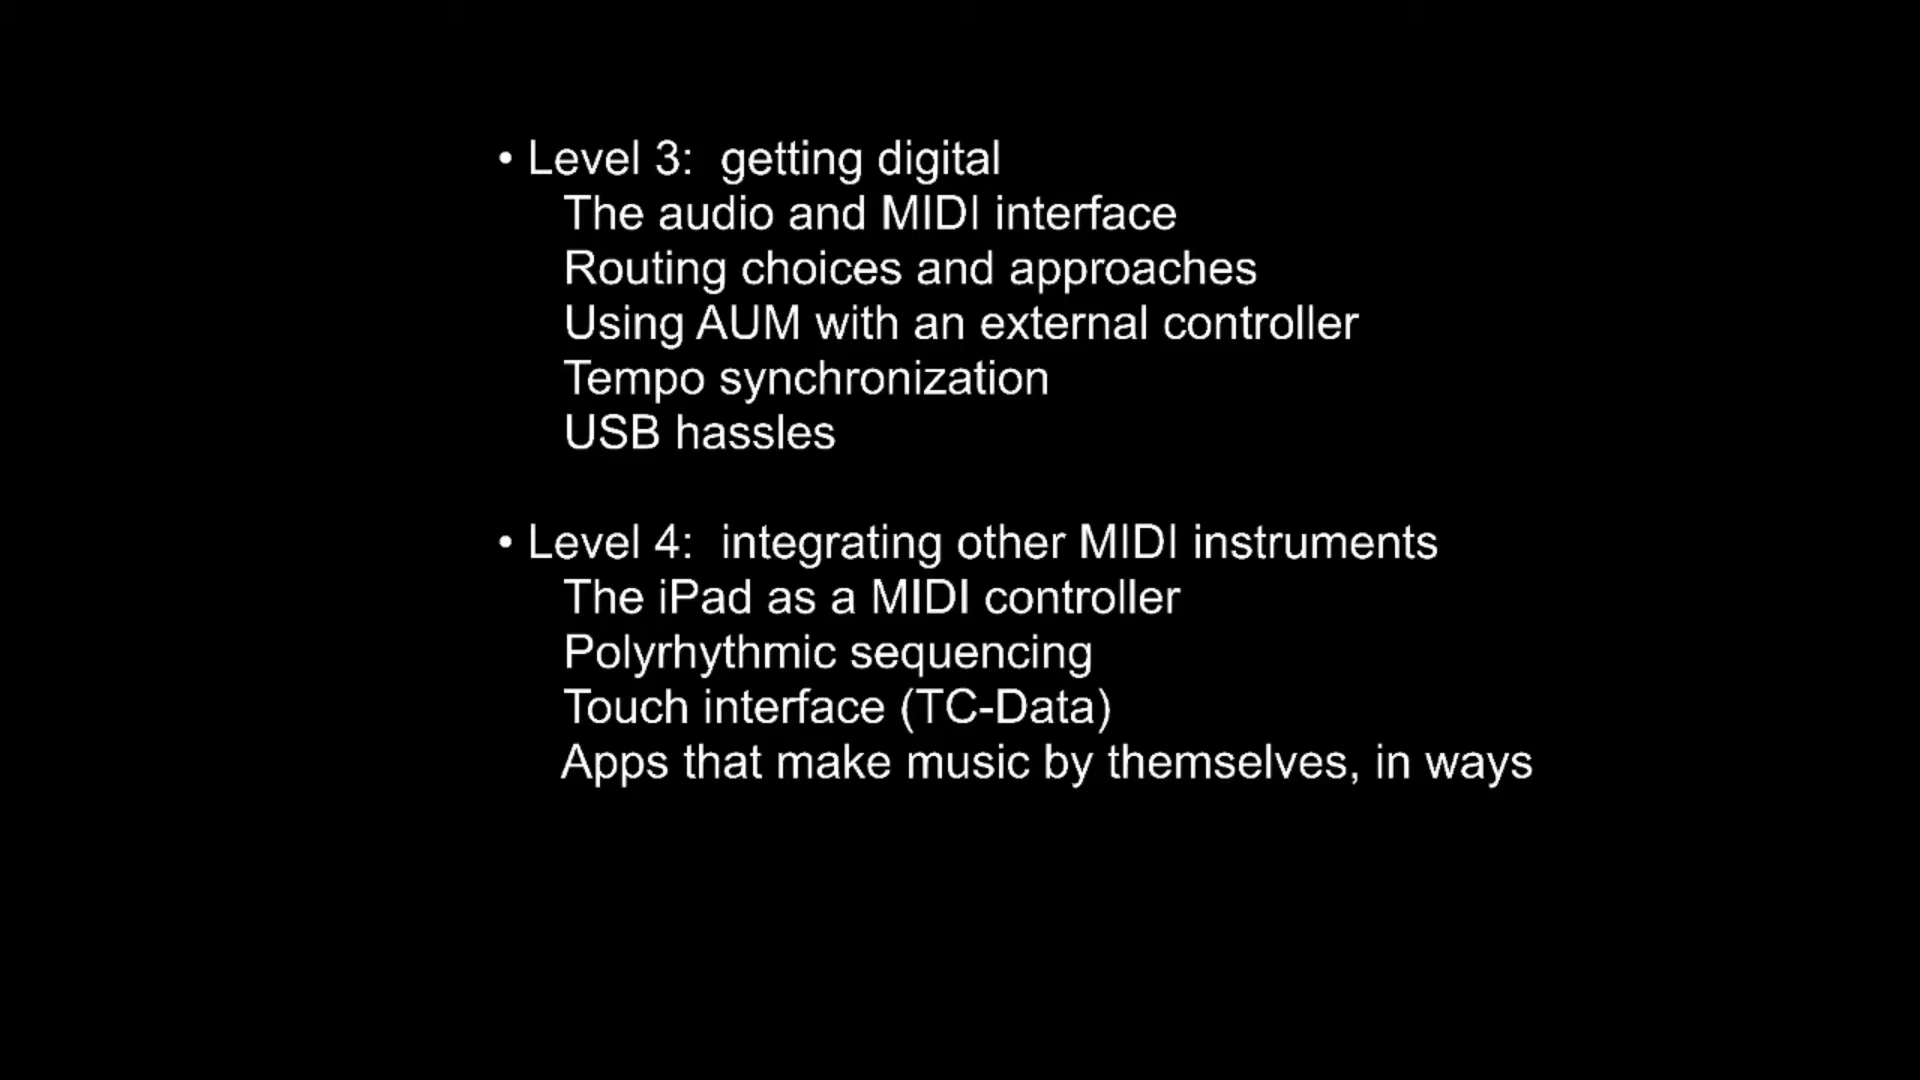 • Level 3:  getting digital
The audio and MIDI interface
Routing choices and approaches
Using AUM with an external controller
Tempo synchronization
USB hassles
• Level 4:  integrating other MIDI instruments
The iPad as a MIDI controller
Polyrhythmic sequencing
Touch interface (TC-Data)
Apps that make music by themselves, in ways